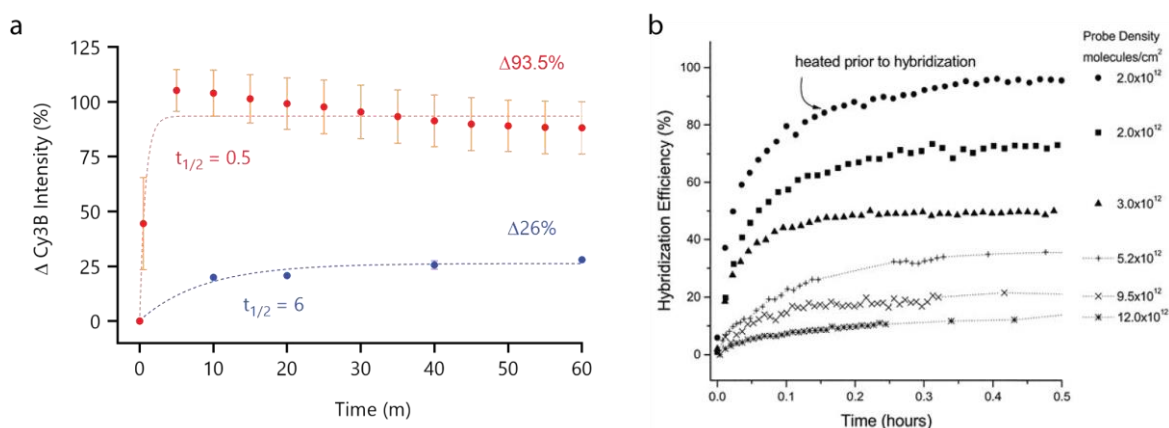 a
Δ Cy3B Intensity (%)
125
100
75
50
25
0
Δ93.5%
t1/2 = 0.5
Δ26%
t1/2 = 6
0 10 20 30 40 50 60
Time (m)
b
Hybridization Efficiency (%)
100
80
60
40
20
0
heated prior to hybridization
Probe Density
molecules/cm²
2.0x10¹²
2.0x10¹²
3.0x10¹²
5.2x10¹²
9.5x10¹²
12.0x10¹²
0.0 0.1 0.2 0.3 0.4 0.5
Time (hours)